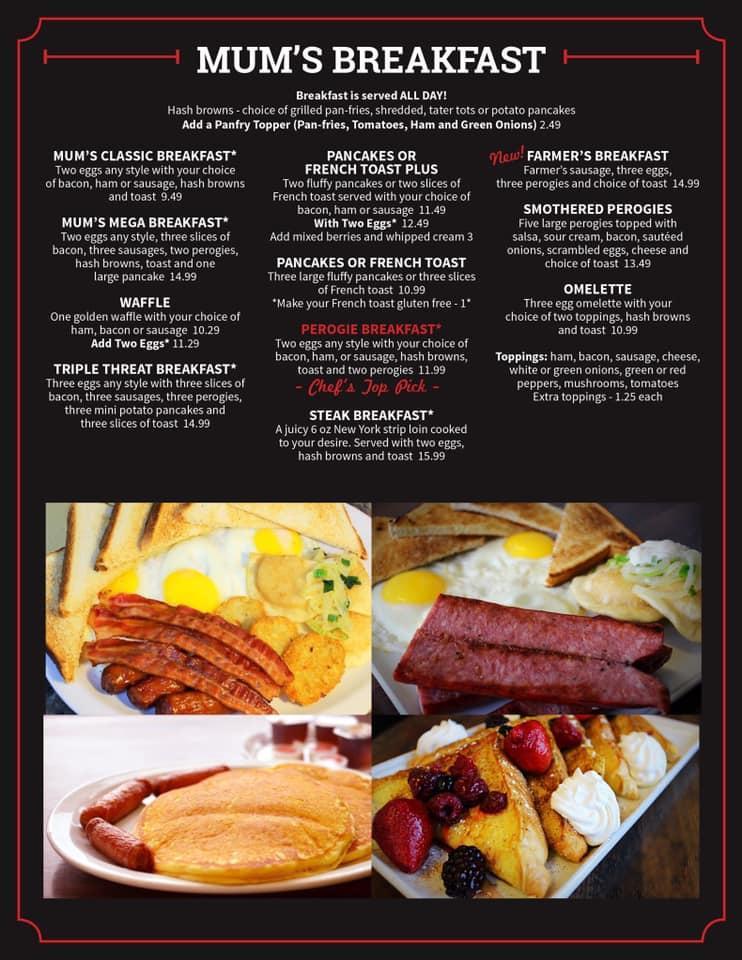 MUM'S BREAKFAST
Breakfast is served ALL DAY!
Hash browns - choice of grilled pan-fries, shredded, tater tots or potato pancakes
Add a Panfry Topper (Pan-fries, Tomatoes, Ham and Green Onions) 2.49
MUM'S CLASSIC BREAKFAST*
Two eggs any style with your choice
of bacon, ham or sausage, hash browns
and toast 9.49
MUM'S MEGA BREAKFAST*
Two eggs any style, three slices of
bacon, three sausages, two perogies,
hash browns, toast and one
large pancake 14.99
WAFFLE
One golden waffle with your choice of
ham, bacon or sausage 10.29
Add Two Eggs* 11.29
TRIPLE THREAT BREAKFAST*
Three eggs any style with three slices of
bacon, three sausages, three perogies,
three mini potato pancakes and
three slices of toast 14.99
PANCAKES OR
FRENCH TOAST PLUS
Two fluffy pancakes or two slices of
French toast served with your choice of
bacon, ham or sausage 11.49
With Two Eggs* 12.49
Add mixed berries and whipped cream 3
PANCAKES OR FRENCH TOAST
Three large fluffy pancakes or three slices
of French toast 10.99
*Make your French toast gluten free - 1*
PEROGIE BREAKFAST*
Two eggs any style with your choice of
bacon, ham, or sausage, hash browns,
toast and two perogies 11.99
- Chef's Top Pick -
STEAK BREAKFAST*
A juicy 6 oz New York strip loin cooked
to your desire. Served with two eggs,
hash browns and toast 15.99
New! FARMER'S BREAKFAST
Farmer's sausage, three eggs,
three perogies and choice of toast 14.99
SMOTHERED PEROGIES
Five large perogies topped with
salsa, sour cream, bacon, sautéed
onions, scrambled eggs, cheese and
choice of toast 13.49
OMELETTE
Three egg omelette with your
choice of two toppings, hash browns
and toast 10.99
Toppings: ham, bacon, sausage, cheese,
white or green onions, green or red
peppers, mushrooms, tomatoes
Extra toppings - 1.25 each